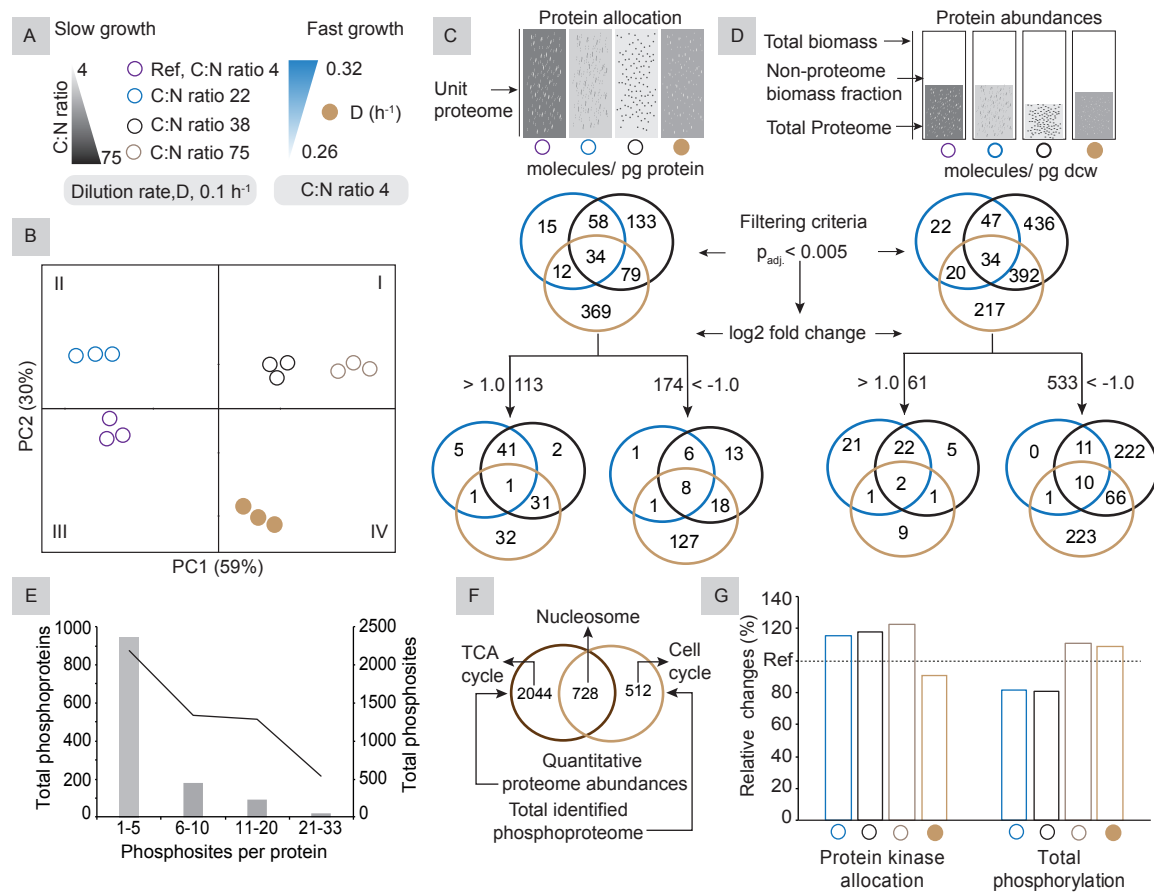 A
Slow growth
Fast growth
4
C:N ratio
75
Ref, C:N ratio 4
C:N ratio 22
C:N ratio 38
C:N ratio 75
0.32
D (h-1)
0.26
Dilution rate,D, 0.1 h-1
C:N ratio 4
B
II
I
III
IV
PC2 (30%)
PC1 (59%)
C
Protein allocation
Unit
proteome
molecules/ pg protein
15
58
133
34
12
79
369
> 1.0
113
174
< -1.0
5
41
2
1
1
31
32
1
6
13
8
1
18
127
Filtering criteria
padj. < 0.005
log2 fold change
D
Protein abundances
Total biomass
Non-proteome
biomass fraction
Total Proteome
molecules/ pg dcw
22
47
436
34
20
392
217
> 1.0
61
533
< -1.0
21
22
5
2
1
1
9
0
11
222
10
1
66
223
E
Total phosphoproteins
1000
800
600
400
200
0
2500
2000
1500
1000
500
0
Total phosphosites
1-5
6-10
11-20
21-33
Phosphosites per protein
F
Nucleosome
TCA
cycle
Cell
cycle
2044
728
512
Quantitative
proteome abundances
Total identified
phosphoproteome
G
Relative changes (%)
140
120
Ref
80
60
40
20
0
Protein kinase
allocation
Total
phosphorylation